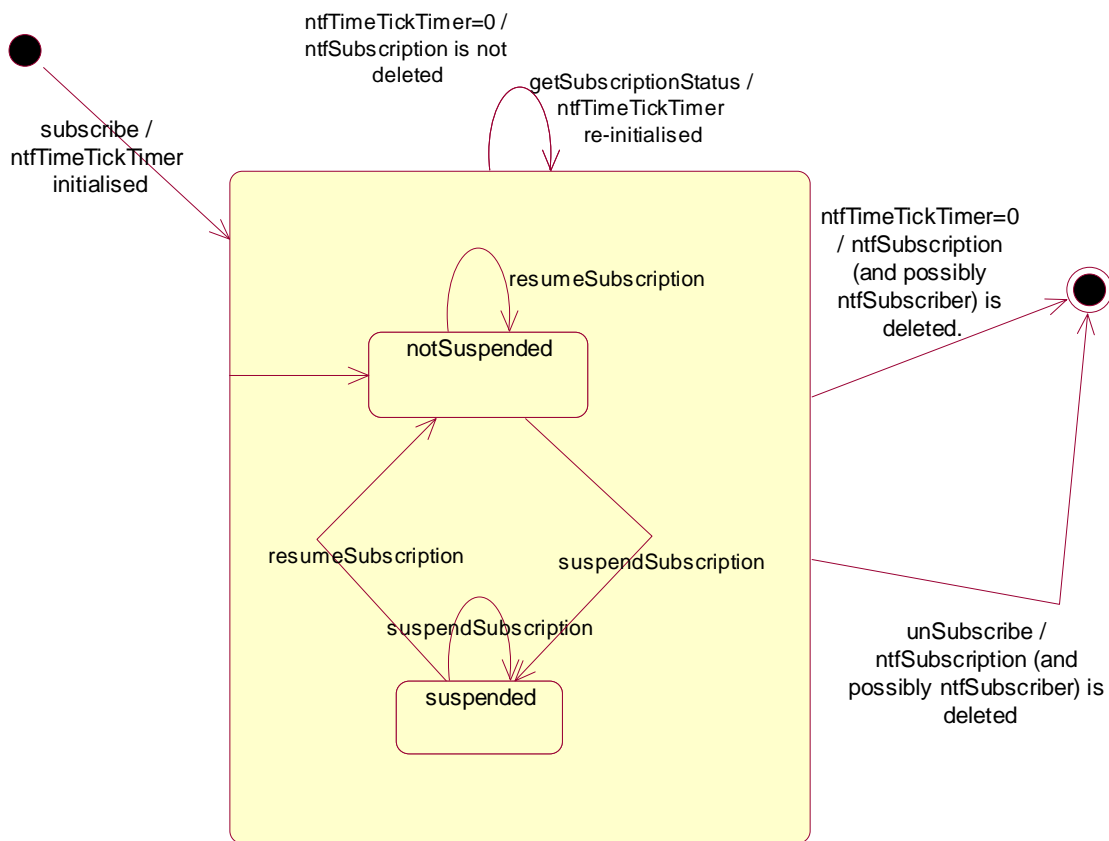 ntfTimeTickTimer=0 /
ntfSubscription is not
deleted
getSubscriptionStatus /
ntfTimeTickTimer
re-initialised
subscribe /
ntfTimeTickTimer
initialised
ntfTimeTickTimer=0
/ ntfSubscription
(and possibly
ntfSubscriber) is
deleted.
resumeSubscription
notSuspended
resumeSubscription
suspendSubscription
suspendSubscription
suspended
unSubscribe /
ntfSubscription (and
possibly ntfSubscriber) is
deleted